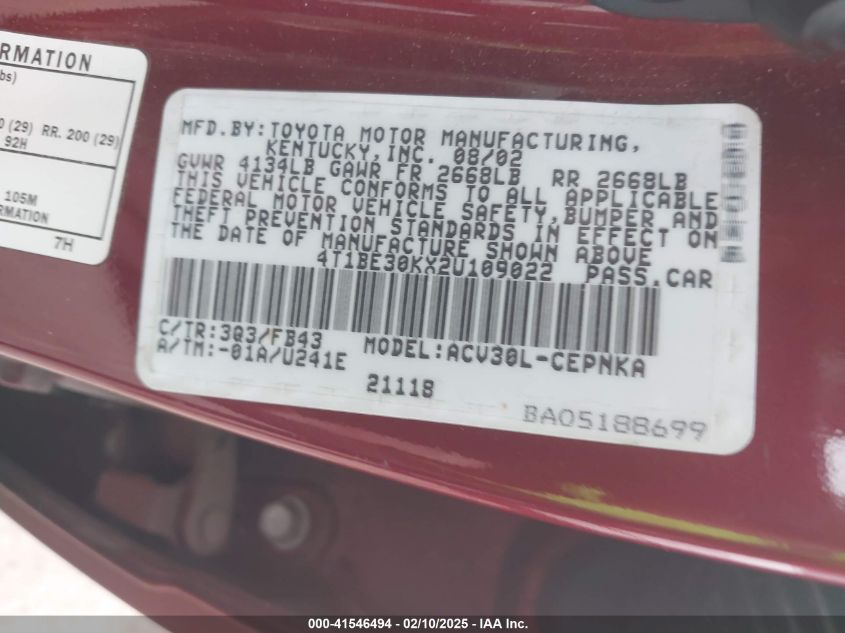 RMATION
bs)
(29) RR. 200 (29)
92H
105M
RMATION
7H
MFD.BY:TOYOTA MOTOR MANUFACTURING,
KENTUCKY,INC. 08/02
GVWR 4134LB GAWR FR 2668LB RR 2668LB
THIS VEHICLE CONFORMS TO ALL APPLICABLE
FEDERAL MOTOR VEHICLE SAFETY,BUMPER AND
THEFT PREVENTION STANDARDS IN EFFECT ON
THE DATE OF MANUFACTURE SHOWN ABOVE
4T1BE30KX2U109022 PASS.CAR
C/TR:3Q3/FB43
A/TM:-01A/U241E
MODEL:ACV30L-CEPNKA
21118
BA05188699
000-41546494 - 02/10/2025 - IAA Inc.